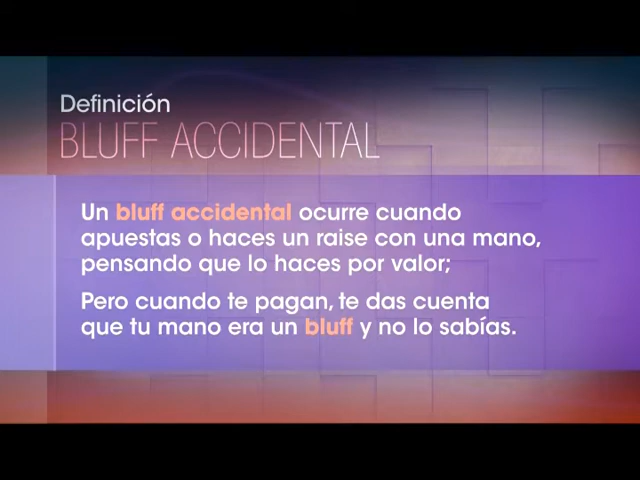 Definición
BLUFF ACCIDENTAL
Un bluff accidental ocurre cuando
apuestas o haces un raise con una mano,
pensando que lo haces por valor;
Pero cuando te pagan, te das cuenta
que tu mano era un bluff y no lo sabías.